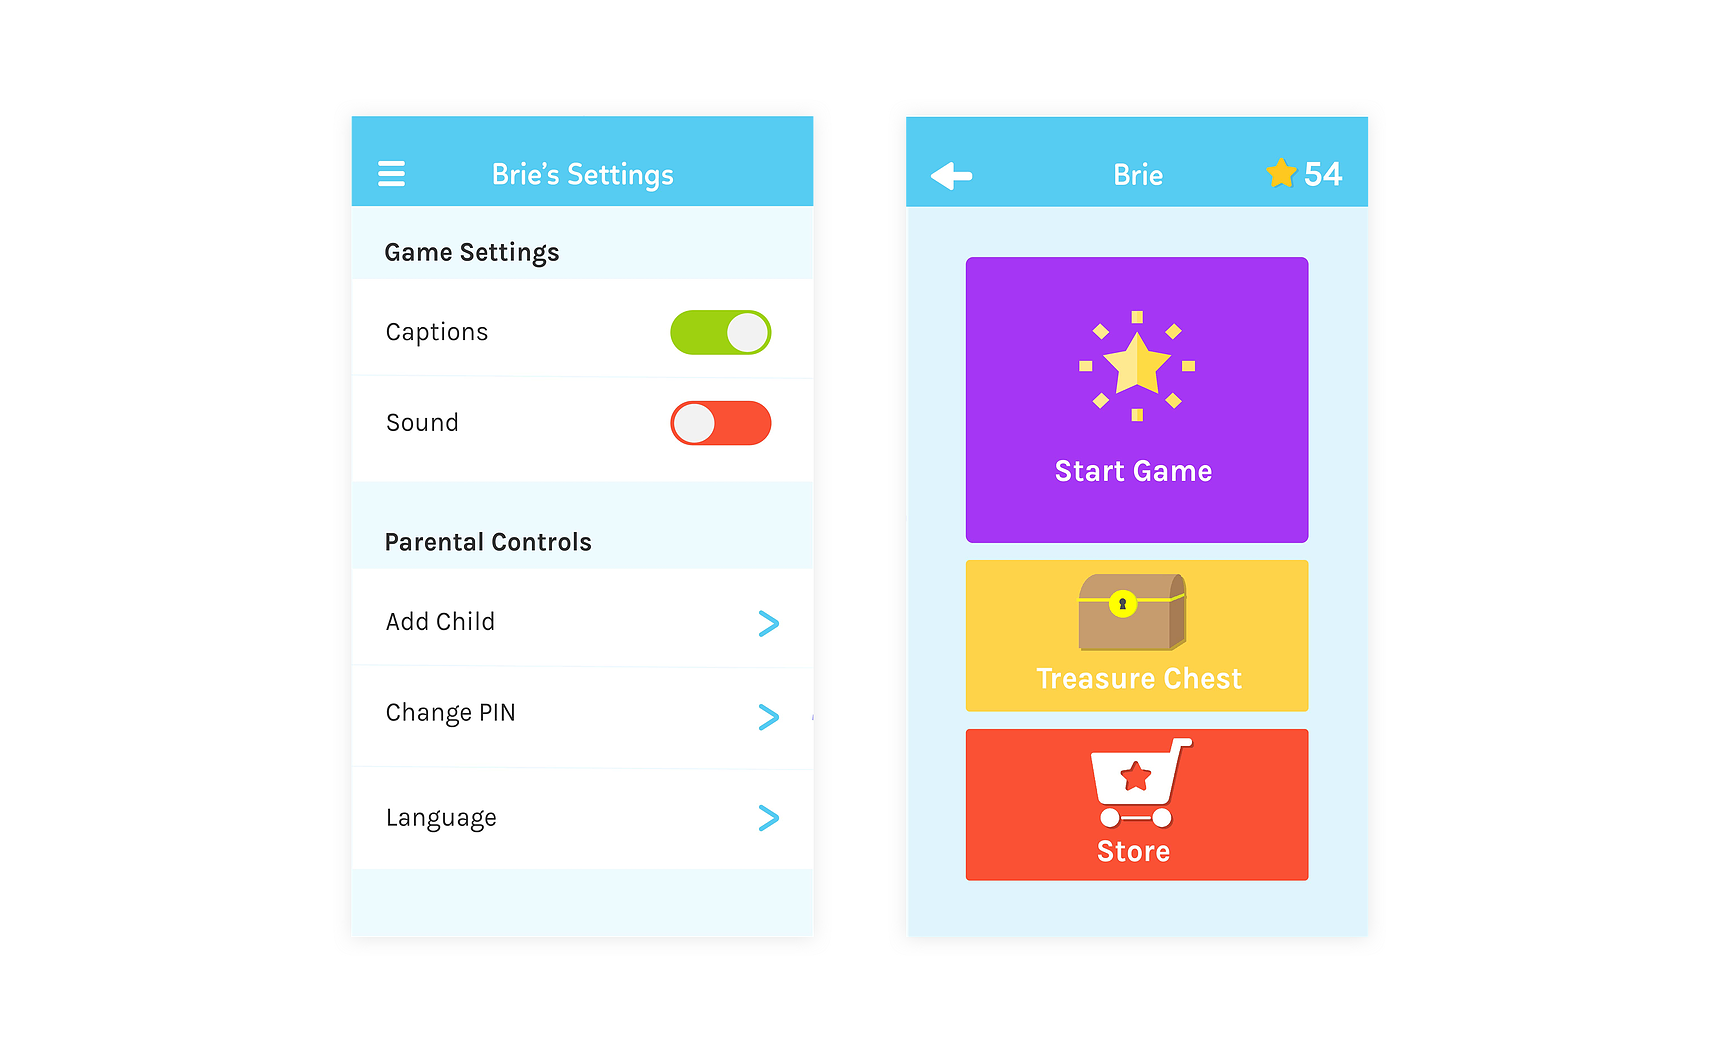 Brie’s Settings
Game Settings
Captions
Sound
Parental Controls
Add Child
Change PIN
Language
Brie
54
Start Game
Treasure Chest
Store